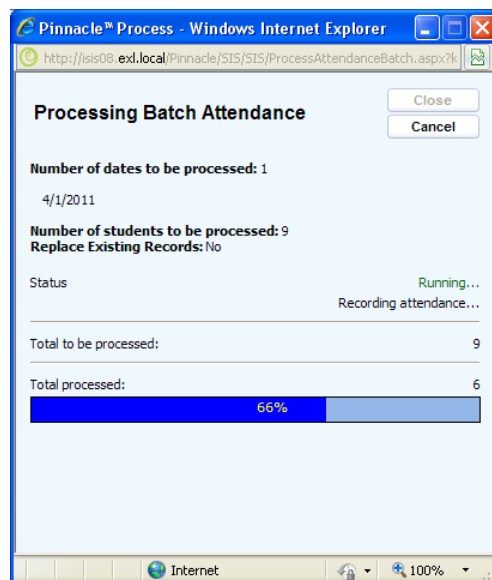 Pinnacle™ Process - Windows Internet Explorer
http://isis08.exl.local/Pinnacle/SIS/SIS/ProcessAttendanceBatch.aspx?k
Close
Processing Batch Attendance
Cancel
Number of dates to be processed: 1
4/1/2011
Number of students to be processed: 9
Replace Existing Records: No
Status Running...
Recording attendance...
Total to be processed: 9
Total processed: 6
66%
Internet 100%